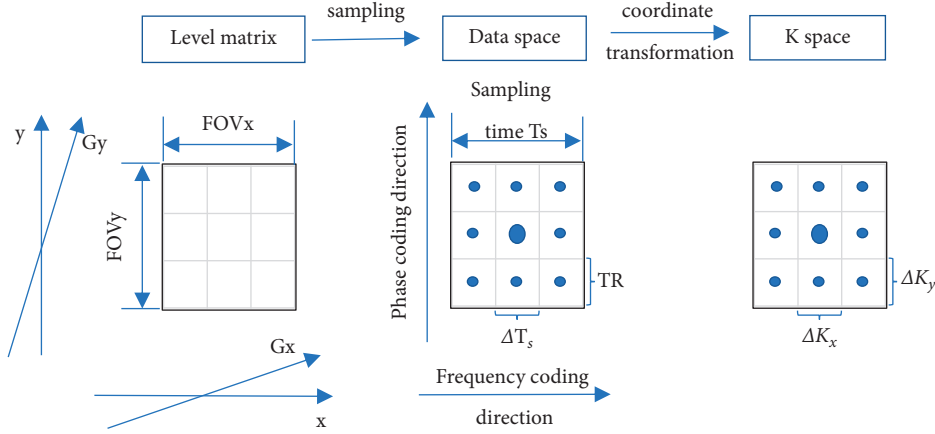 Level matrix
sampling
Data space
coordinate
transformation
K space
y
Gy
FOVx
FOVy
Phase coding direction
Sampling
time Ts
TR
ΔTₛ
ΔKᵧ
ΔKₓ
Gx
x
Frequency coding
direction